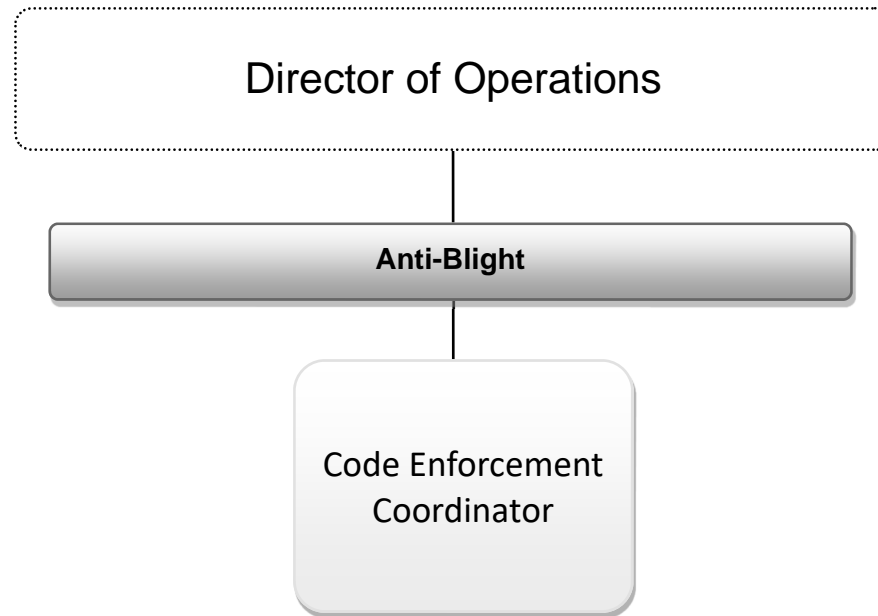 Director of Operations
Anti-Blight
Code Enforcement
Coordinator